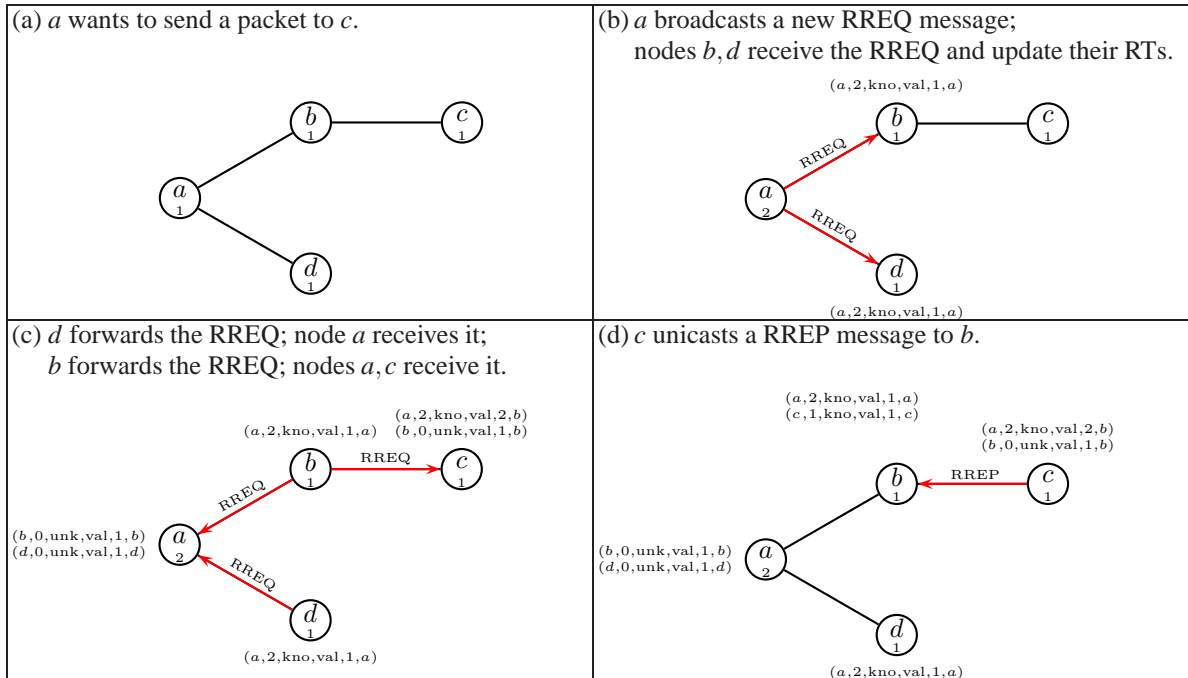 (a) a wants to send a packet to c.
b
1
c
1
a
1
d
1
(b) a broadcasts a new RREQ message;
nodes b,d receive the RREQ and update their RTs.
(a,2,kno,val,1,a)
b
1
c
1
RREQ
a
2
RREQ
d
1
(a,2,kno,val,1,a)
(c) d forwards the RREQ; node a receives it;
b forwards the RREQ; nodes a,c receive it.
(a,2,kno,val,2,b)
(a,2,kno,val,1,a) (b,0,unk,val,1,b)
b
1
RREQ
c
1
RREQ
(b,0,unk,val,1,b)
(d,0,unk,val,1,d)
a
2
RREQ
d
1
(a,2,kno,val,1,a)
(d) c unicasts a RREP message to b.
(a,2,kno,val,1,a)
(c,1,kno,val,1,c)
(a,2,kno,val,2,b)
(b,0,unk,val,1,b)
b
1
RREP
c
1
(b,0,unk,val,1,b)
(d,0,unk,val,1,d)
a
2
d
1
(a,2,kno,val,1,a)